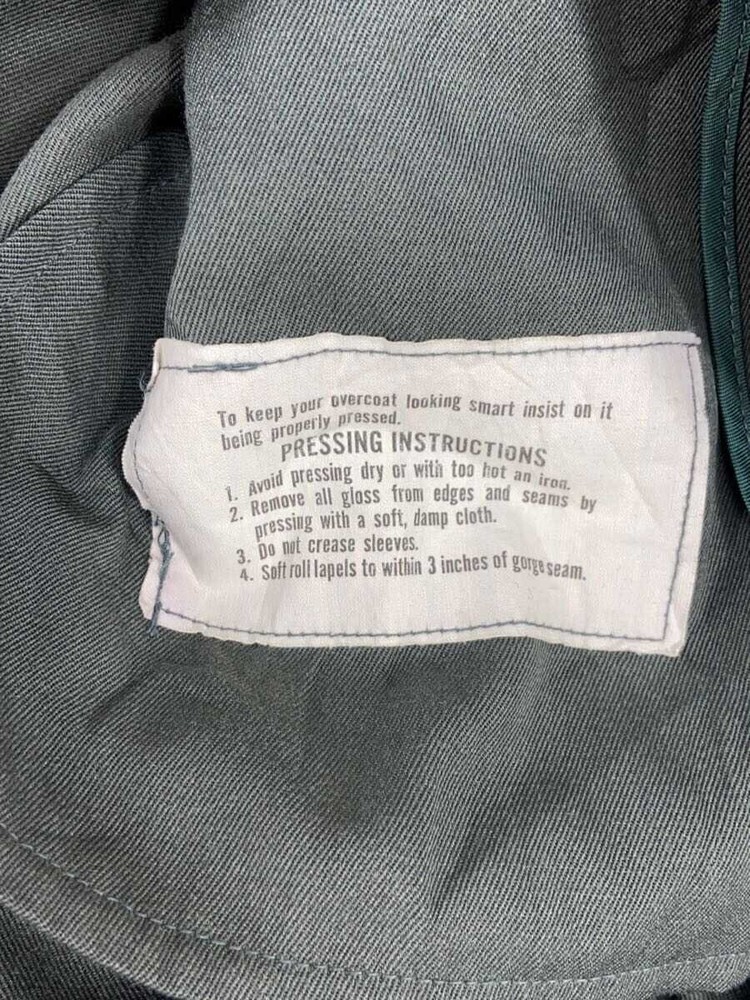 To keep your overcoat looking smart insist on it
being properly pressed.
PRESSING INSTRUCTIONS
1. Avoid pressing dry or with too hot an iron.
2. Remove all gloss from edges and seams by
pressing with a soft, damp cloth.
3. Do not crease sleeves.
4. Soft roll lapels to within 3 inches of gorge seam.